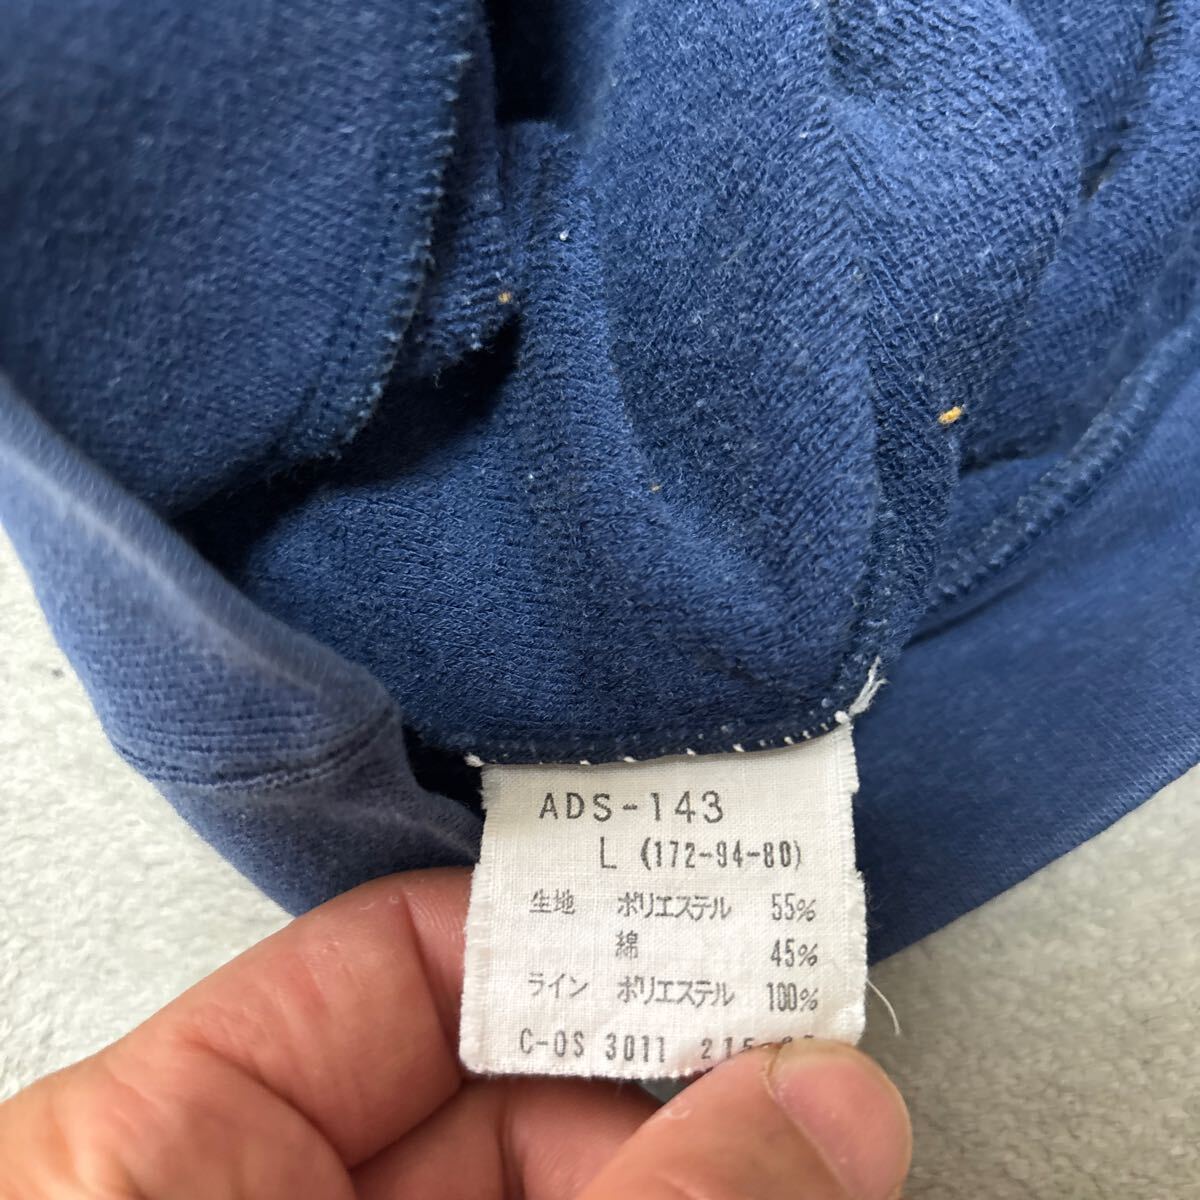 ADS-143
L (172-94-80)
生地 ポリエステル 55%
綿 45%
ライン ポリエステル 100%
C-OS 3011